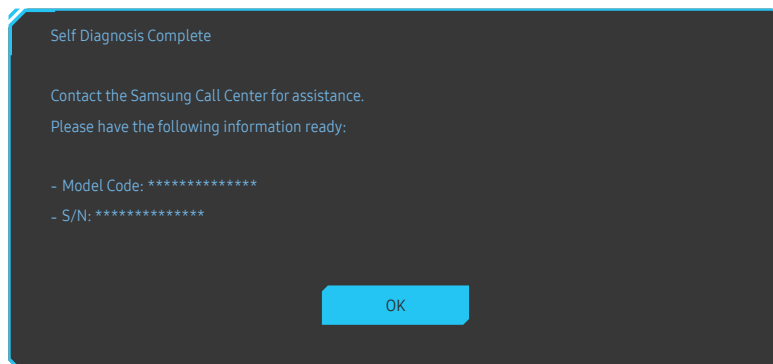 Self Diagnosis Complete
Contact the Samsung Call Center for assistance.
Please have the following information ready:
- Model Code: **************
- S/N: **************
OK